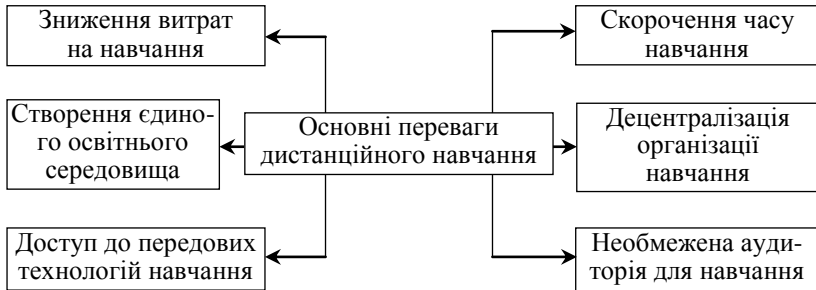 Зниження витрат
на навчання
Скорочення часу
навчання
Створення єдино-
го освітнього
середовища
Основні переваги
дистанційного навчання
Децентралізація
організації
навчання
Доступ до передових
технологій навчання
Необмежена ауди-
торія для навчання